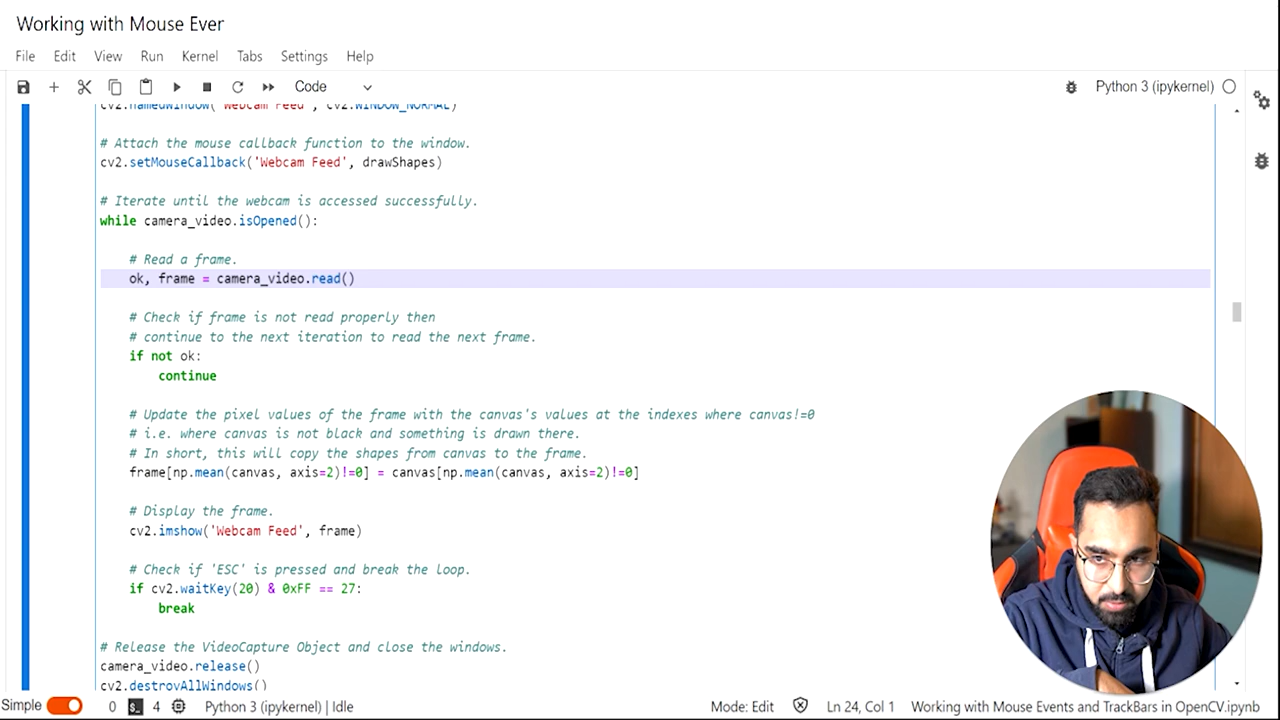 Working with Mouse Ever
File Edit View Run Kernel Tabs Settings Help
Code Python 3 (ipykernel)
cv2.namedWindow('Webcam Feed', cv2.WINDOW_NORMAL)
# Attach the mouse callback function to the window.
cv2.setMouseCallback('Webcam Feed', drawShapes)
# Iterate until the webcam is accessed successfully.
while camera_video.isOpened():
# Read a frame.
ok, frame = camera_video.read()
# Check if frame is not read properly then
# continue to the next iteration to read the next frame.
if not ok:
continue
# Update the pixel values of the frame with the canvas's values at the indexes where canvas!=0
# i.e. where canvas is not black and something is drawn there.
# In short, this will copy the shapes from canvas to the frame.
frame[np.mean(canvas, axis=2)!=0] = canvas[np.mean(canvas, axis=2)!=0]
# Display the frame.
cv2.imshow('Webcam Feed', frame)
# Check if 'ESC' is pressed and break the loop.
if cv2.waitKey(20) & 0xFF == 27:
break
# Release the VideoCapture Object and close the windows.
camera_video.release()
cv2.destroyAllWindows()
Simple 0 $_ 4 Python 3 (ipykernel) | Idle Mode: Edit Ln 24, Col 1 Working with Mouse Events and TrackBars in OpenCV.ipynb